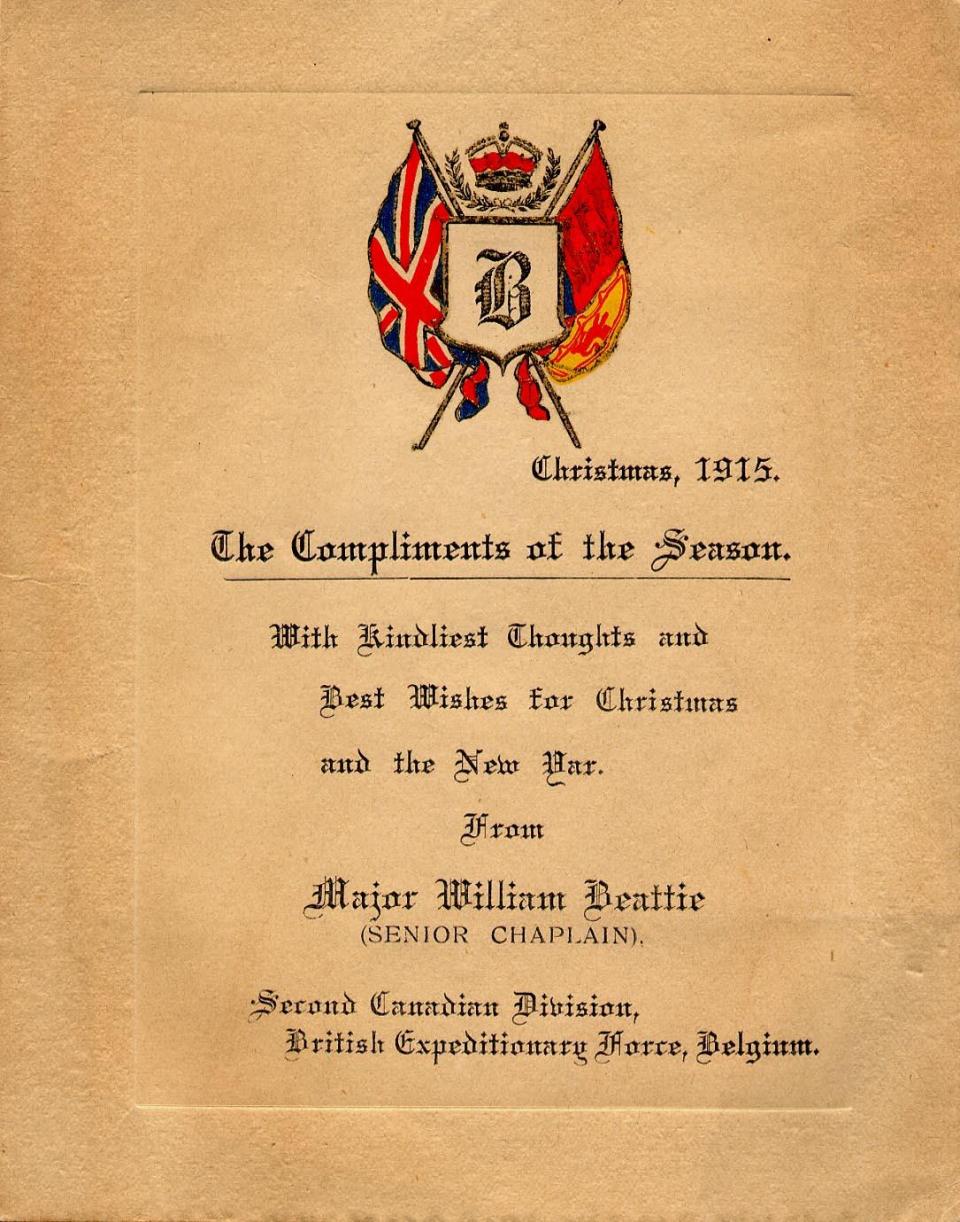 B
Christmas, 1915.
The Compliments of the Season.
With Kindliest Thoughts and
Best Wishes for Christmas
and the New Yar.
From
Major William Beattie
(SENIOR CHAPLAIN).
Second Canadian Division,
British Expeditionary Force, Belgium.